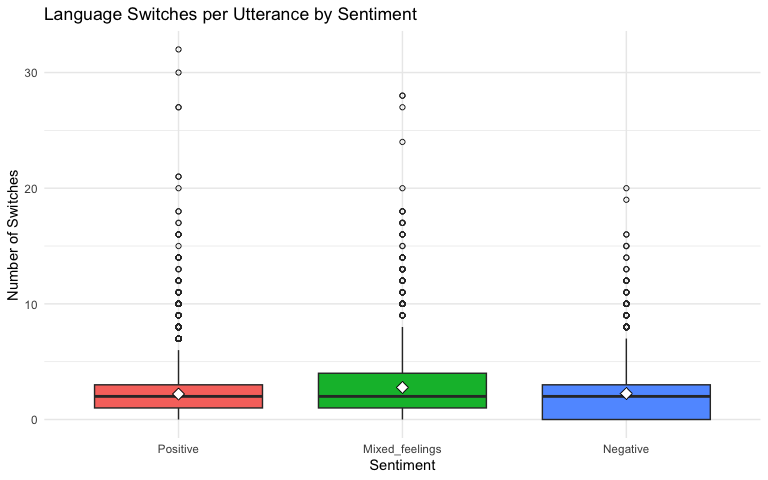 Language Switches per Utterance by Sentiment
Number of Switches
30
20
10
0
Positive Mixed_feelings Negative
Sentiment